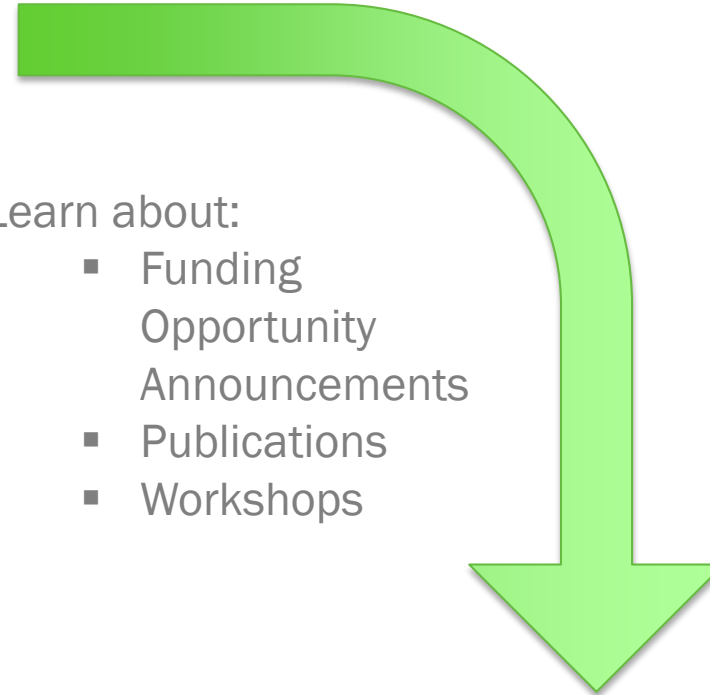 Learn about:
▪ Funding
Opportunity
Announcements
▪ Publications
▪ Workshops